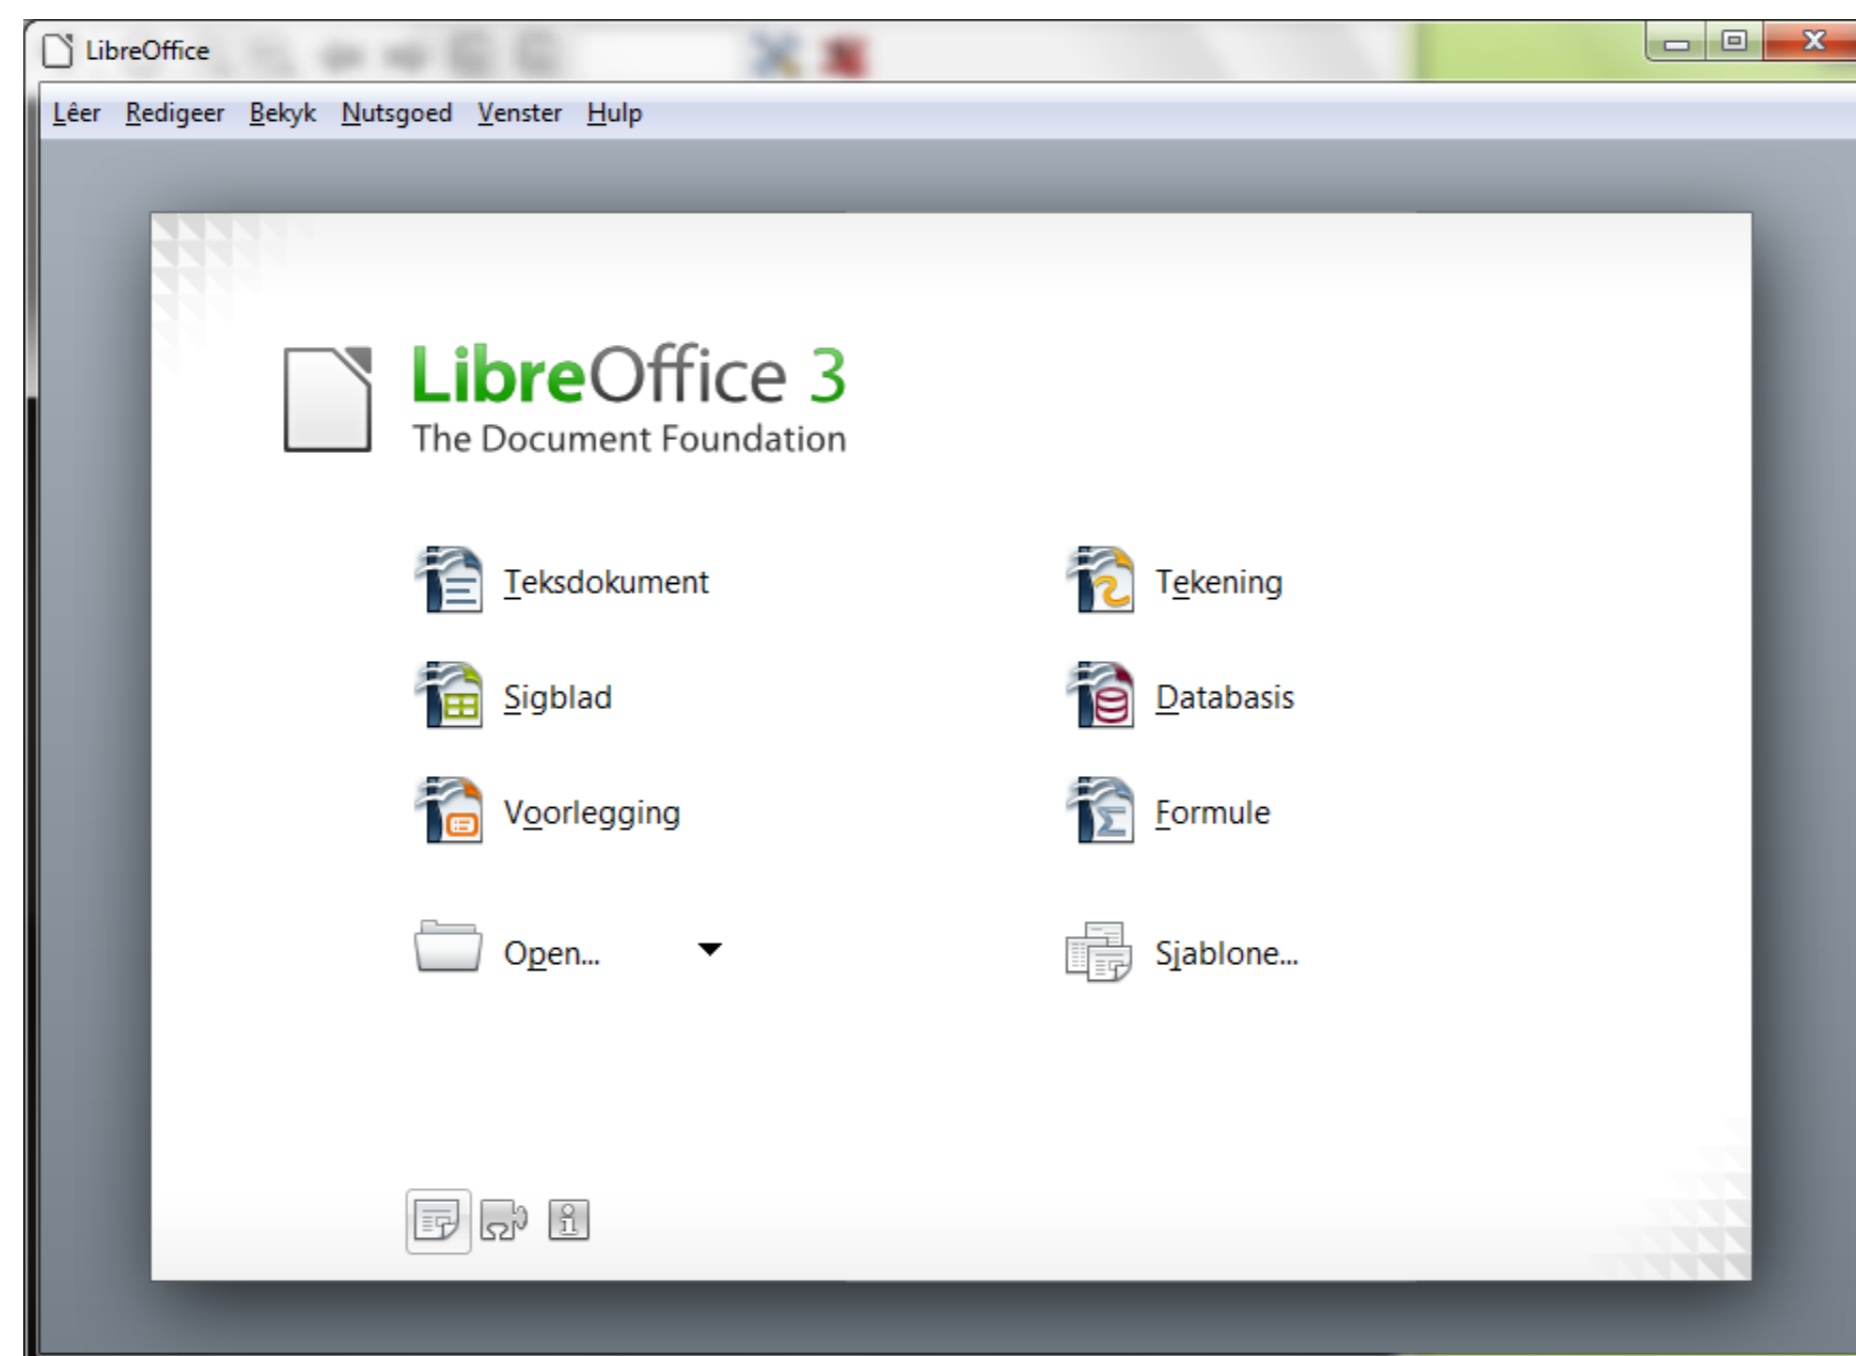 LibreOffice
Lêer Redigeer Bekyk Nutsgoed Venster Hulp
LibreOffice 3
The Document Foundation
Teksdokument
Tekening
Sigblad
Databasis
Voorlegging
Formule
Open...
Sjablone...